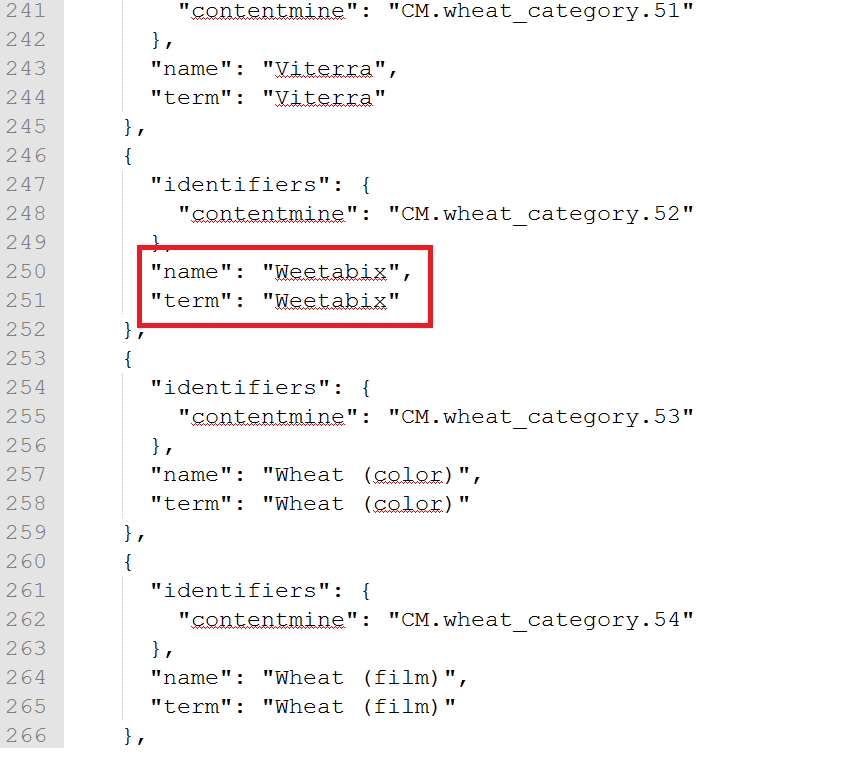 241 "contentmine": "CM.wheat_category.51"
242 },
243 "name": "Viterra",
244 "term": "Viterra"
245 },
246 {
247 "identifiers": {
248 "contentmine": "CM.wheat_category.52"
249 },
250 "name": "Weetabix",
251 "term": "Weetabix"
252 },
253 {
254 "identifiers": {
255 "contentmine": "CM.wheat_category.53"
256 },
257 "name": "Wheat (color)",
258 "term": "Wheat (color)"
259 },
260 {
261 "identifiers": {
262 "contentmine": "CM.wheat_category.54"
263 },
264 "name": "Wheat (film)",
265 "term": "Wheat (film)"
266 },